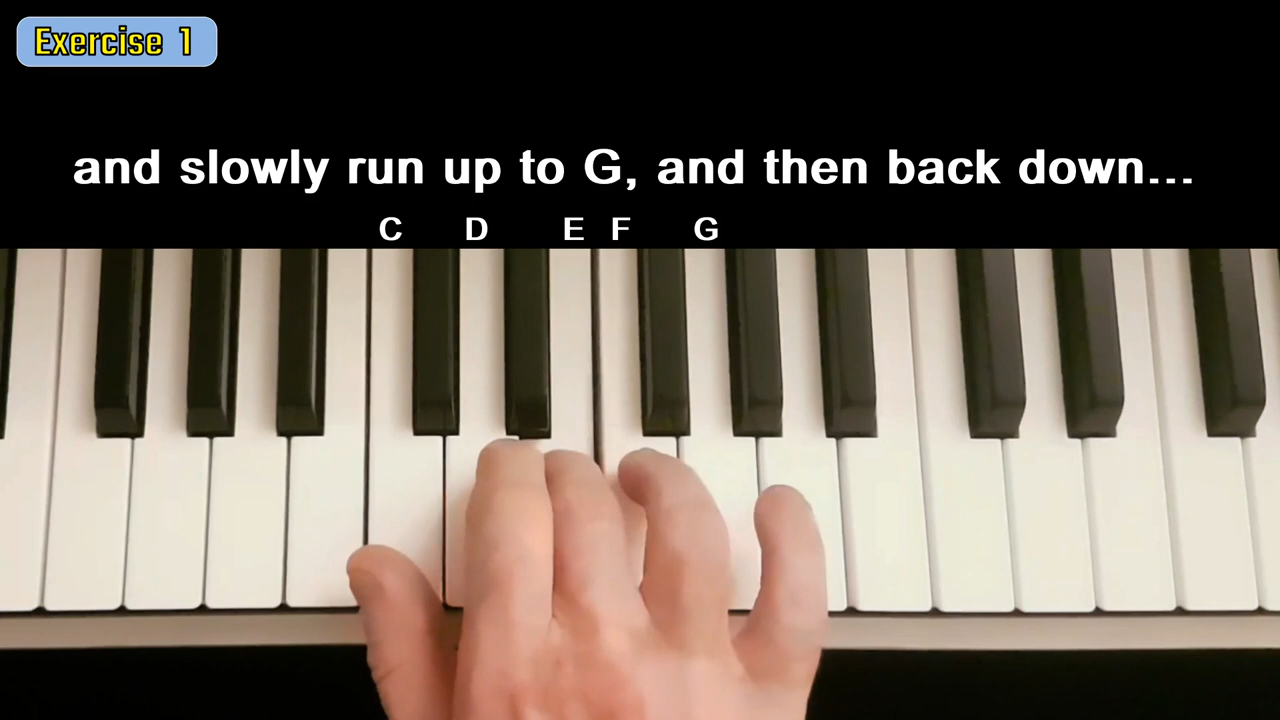 Exercise 1
and slowly run up to G, and then back down...
C D E F G